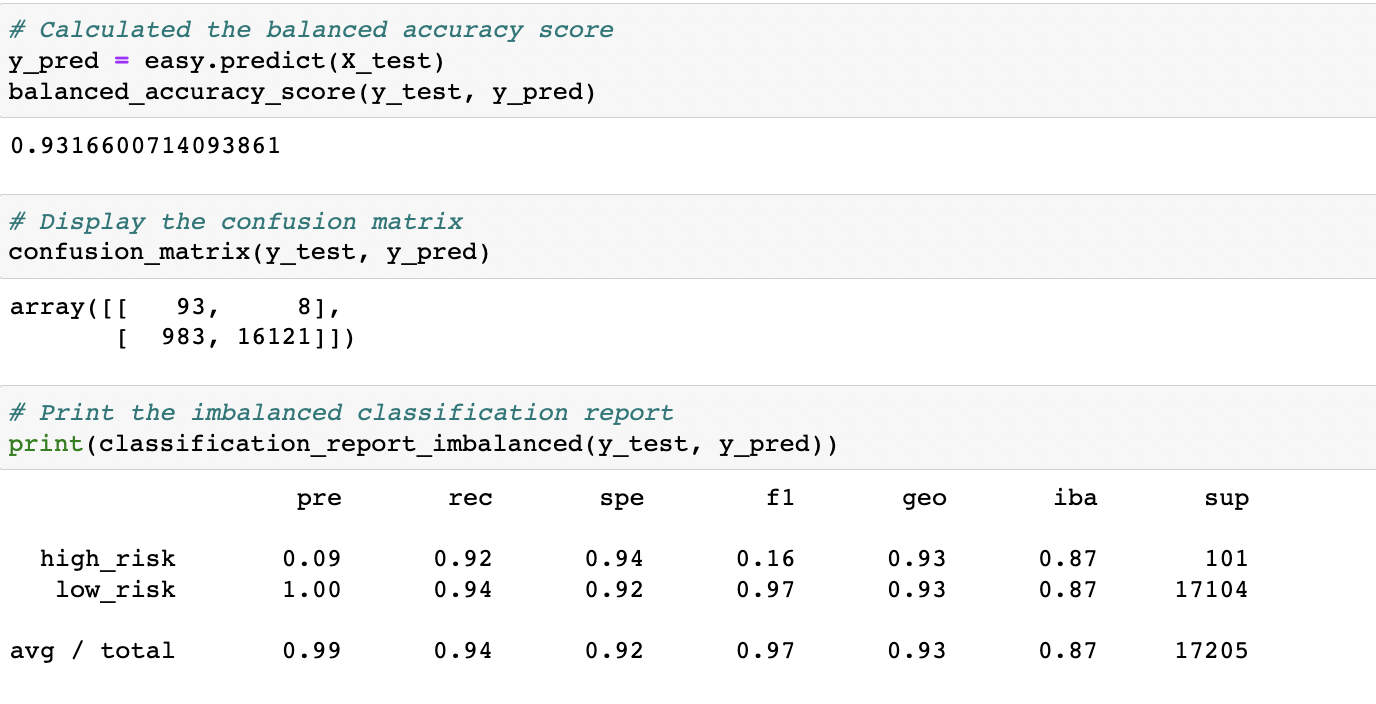 # Calculated the balanced accuracy score
y_pred = easy.predict(X_test)
balanced_accuracy_score(y_test, y_pred)
0.9316600714093861
# Display the confusion matrix
confusion_matrix(y_test, y_pred)
array([[   93,     8],
       [  983, 16121]])
# Print the imbalanced classification report
print(classification_report_imbalanced(y_test, y_pred))
pre rec spe f1 geo iba sup
high_risk 0.09 0.92 0.94 0.16 0.93 0.87 101
low_risk 1.00 0.94 0.92 0.97 0.93 0.87 17104
avg / total 0.99 0.94 0.92 0.97 0.93 0.87 17205